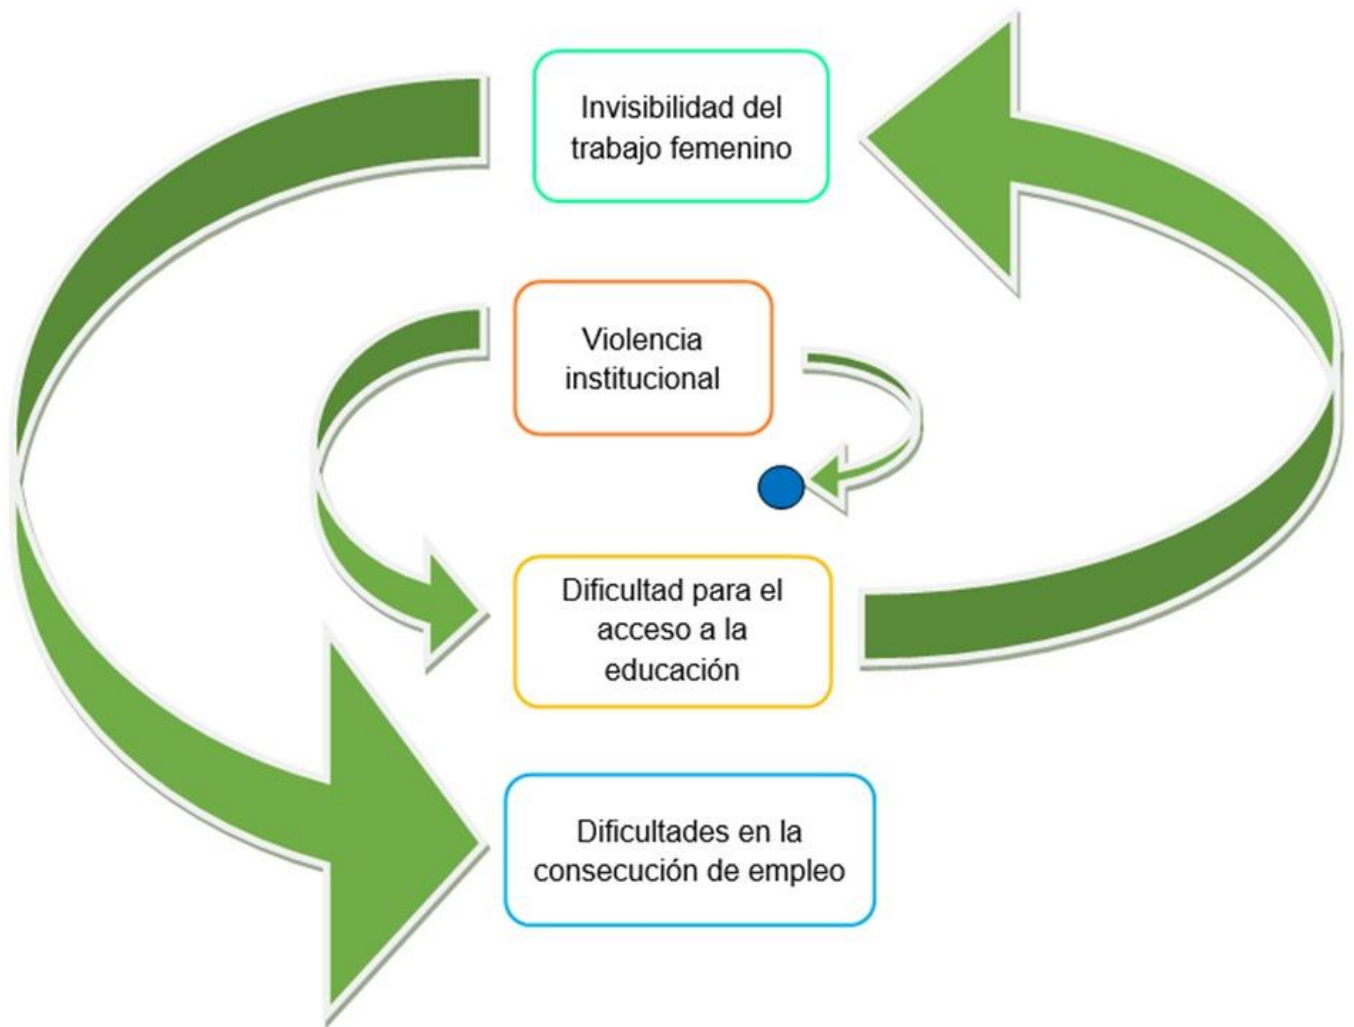 Invisibilidad del
trabajo femenino
Violencia
institucional
Dificultad para el
acceso a la
educación
Dificultades en la
consecución de empleo